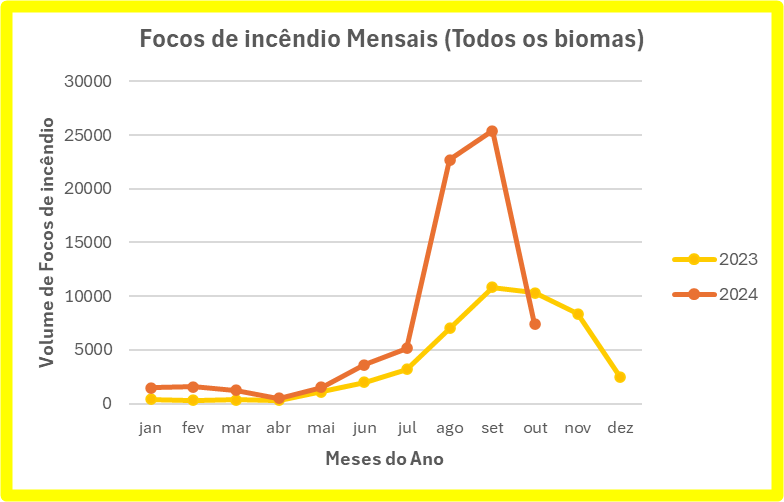 Focos de incêndio Mensais (Todos os biomas)
Volume de Focos de incêndio
30000
25000
20000
15000
10000
5000
0
jan fev mar abr mai jun jul ago set out nov dez
Meses do Ano
2023
2024